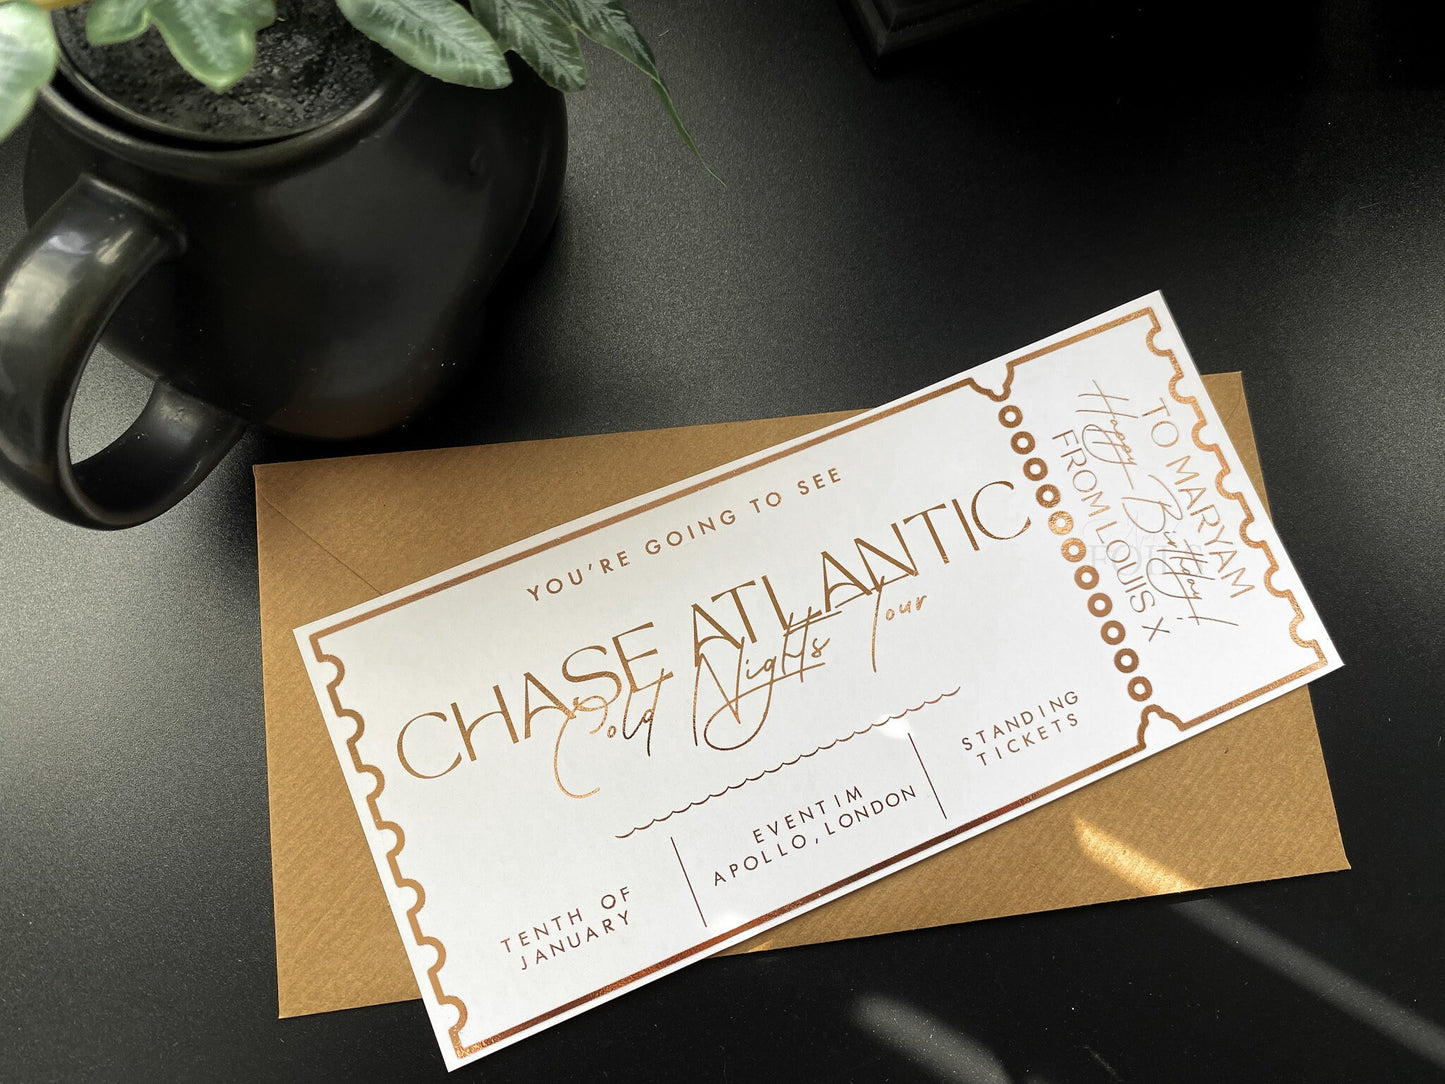 YOU'RE GOING TO SEE
CHASE ATLANTIC
Cold Nights Tour
TENTH OF
JANUARY
EVENTIM
APOLLO, LONDON
STANDING
TICKETS
TO MARYAM
Happy Birthday!
FROM LOUIS X